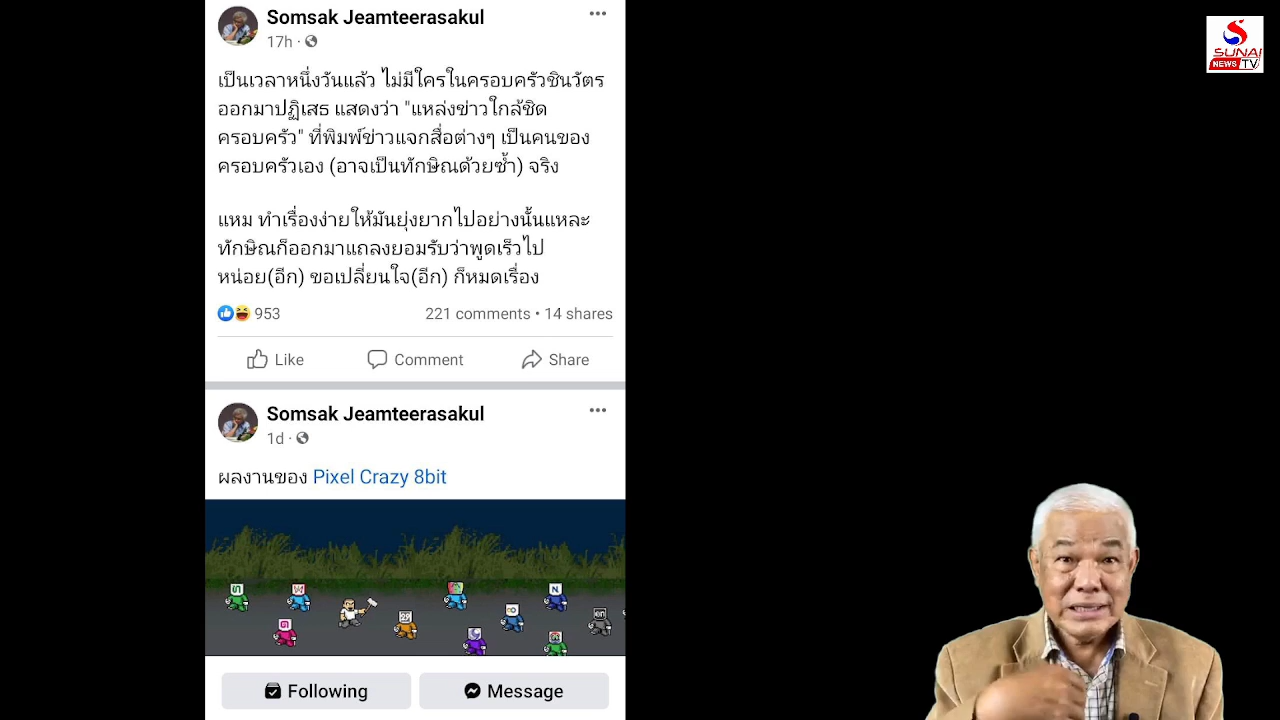 Somsak Jeamteerasakul
17h
เป็นเวลาหนึ่งวันแล้ว ไม่มีใครในครอบครัวชินวัตร
ออกมาปฏิเสธ แสดงว่า "แหล่งข่าวใกล้ชิด
ครอบครัว" ที่พิมพ์ข่าวแจกสื่อต่างๆ เป็นคนของ
ครอบครัวเอง (อาจเป็นทักษิณด้วยซ้ำ) จริง
แหม ทำเรื่องง่ายให้มันยุ่งยากไปอย่างนั้นแหละ
ทักษิณก็ออกมาแถลงยอมรับว่าพูดเร็วไป
หน่อย(อีก) ขอเปลี่ยนใจ(อีก) ก็หมดเรื่อง
953
221 comments • 14 shares
Like
Comment
Share
Somsak Jeamteerasakul
1d
ผลงานของ Pixel Crazy 8bit
Following
Message
SUNAI
NEWS TV